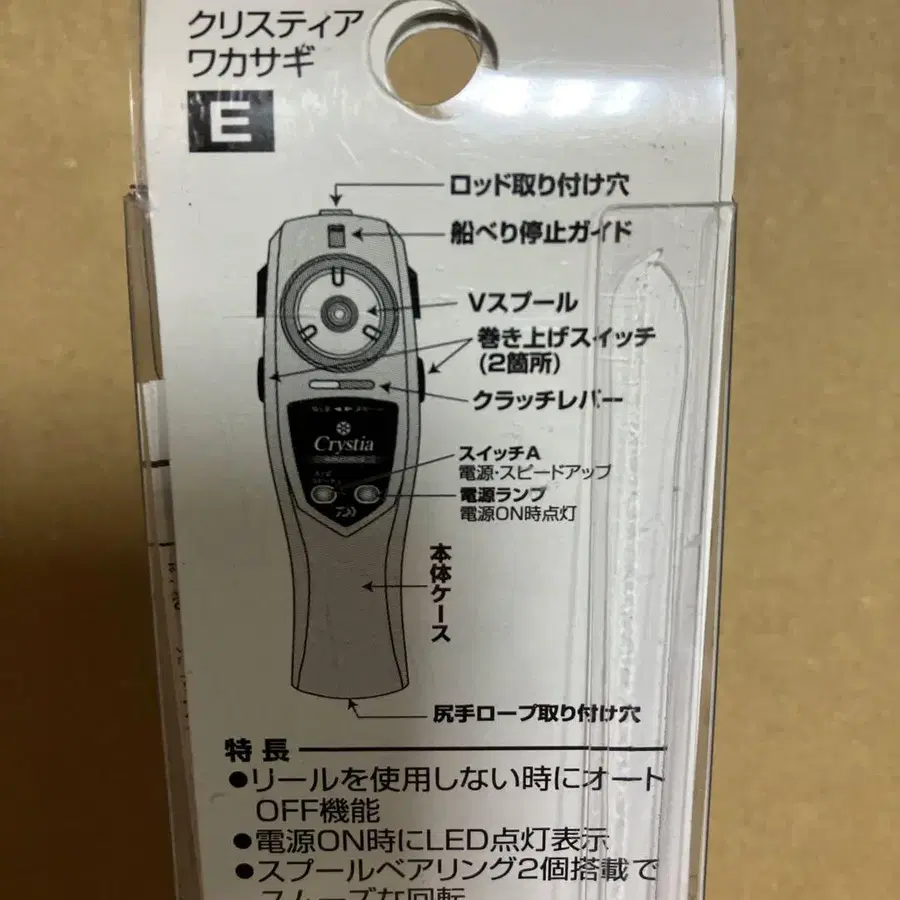 クリスティア
ワカサギ
E
ロッド取り付け穴
船べり停止ガイド
Vスプール
巻き上げスイッチ
(2箇所)
クラッチレバー
Crystia
スイッチA
電源・スピードアップ
電源ランプ
電源ON時点灯
本体ケース
尻手ロープ取り付け穴
特長
●リールを使用しない時にオート
OFF機能
●電源ON時にLED点灯表示
●スプールベアリング2個搭載で
スムーズな回転